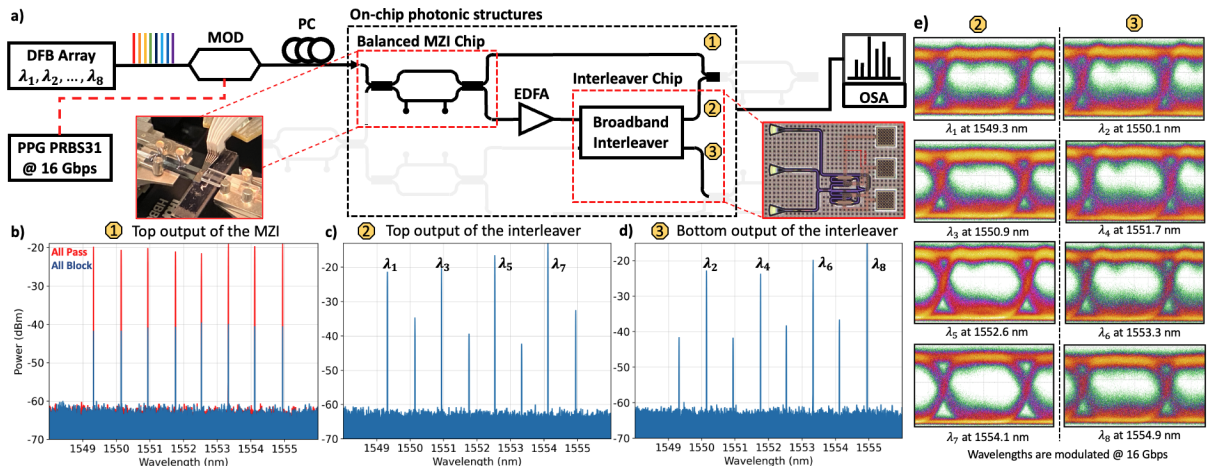 a)
DFB Array
λ1, λ2, ..., λ8
MOD
PC
PPG PRBS31
@ 16 Gbps
On-chip photonic structures
Balanced MZI Chip
EDFA
Interleaver Chip
Broadband
Interleaver
1
2
3
OSA
b)
1 Top output of the MZI
All Pass
All Block
Power (dBm)
-20
-30
-40
-50
-60
-70
1549 1550 1551 1552 1553 1554 1555
Wavelength (nm)
c)
2 Top output of the interleaver
λ1 λ3 λ5 λ7
-20
-30
-40
-50
-60
-70
1549 1550 1551 1552 1553 1554 1555
Wavelength (nm)
d)
3 Bottom output of the interleaver
λ2 λ4 λ6 λ8
-20
-30
-40
-50
-60
-70
1549 1550 1551 1552 1553 1554 1555
Wavelength (nm)
e)
2 3
λ1 at 1549.3 nm λ2 at 1550.1 nm
λ3 at 1550.9 nm λ4 at 1551.7 nm
λ5 at 1552.6 nm λ6 at 1553.3 nm
λ7 at 1554.1 nm λ8 at 1554.9 nm
Wavelengths are modulated @ 16 Gbps